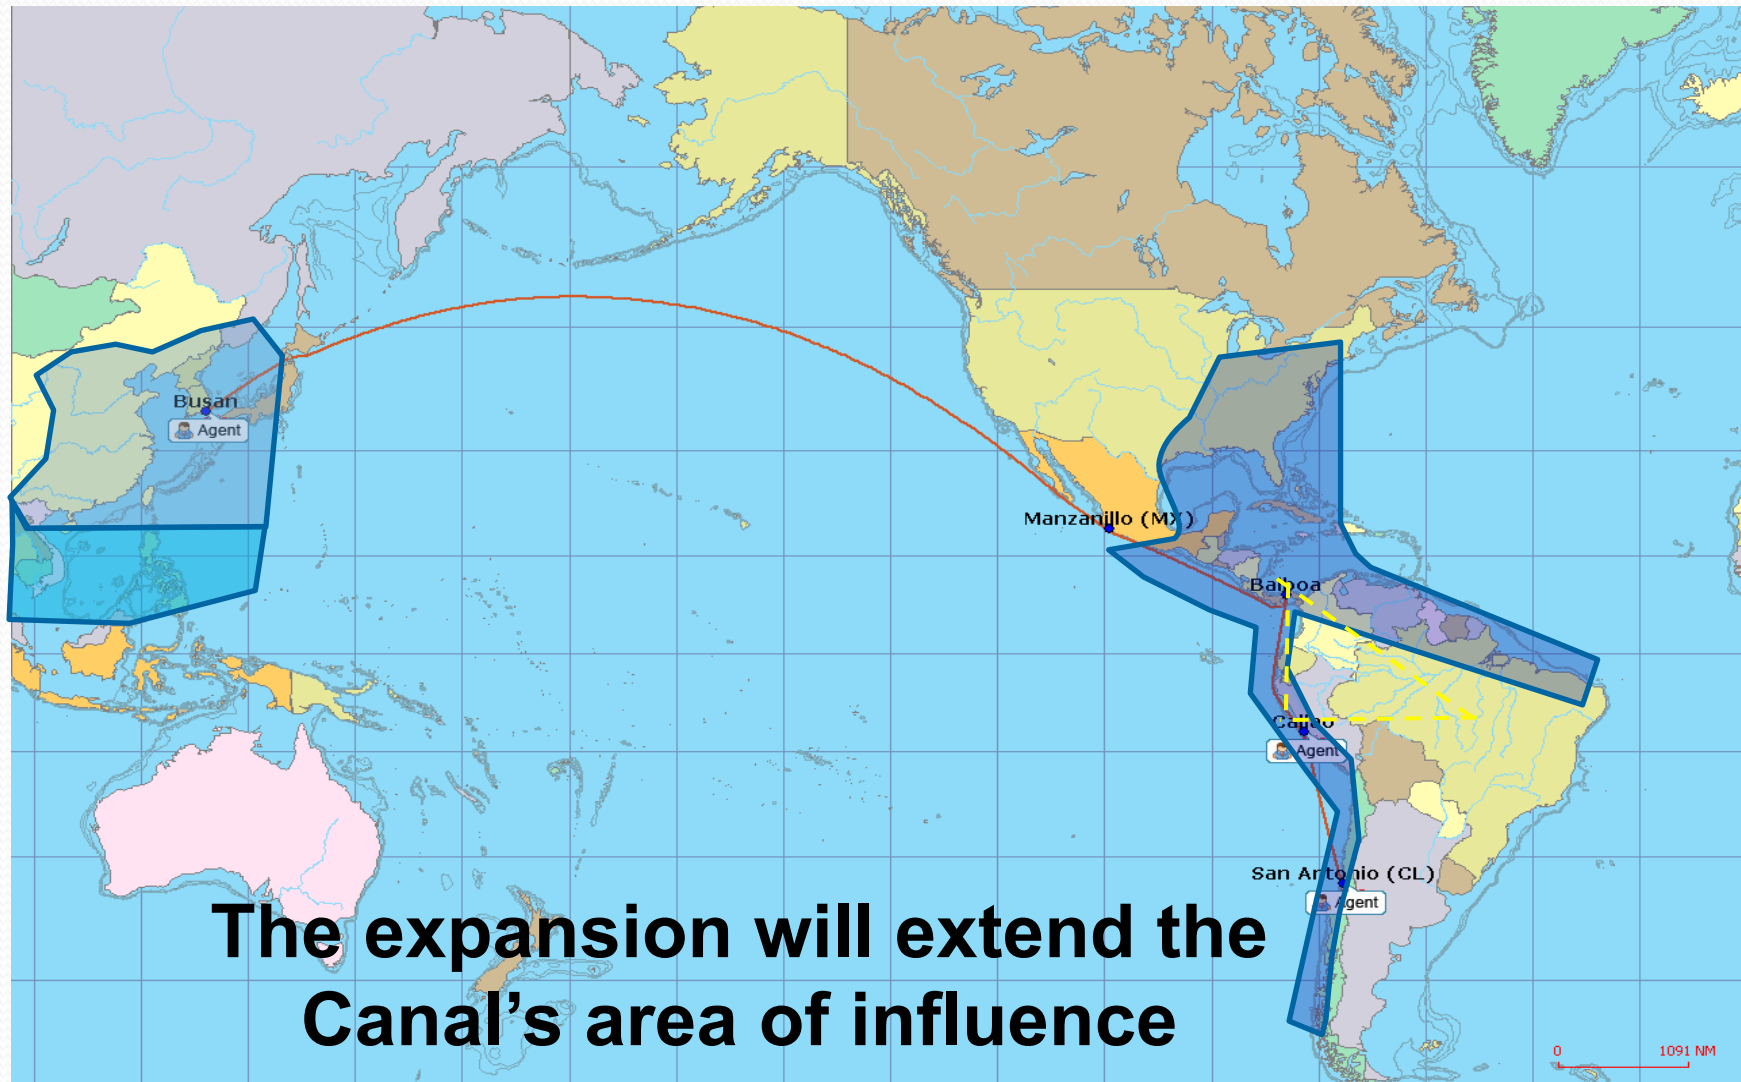 Busan
Agent
Manzanillo (MX)
Balboa
Callao
Agent
San Antonio (CL)
Agent
The expansion will extend the
Canal’s area of influence
0 1091 NM